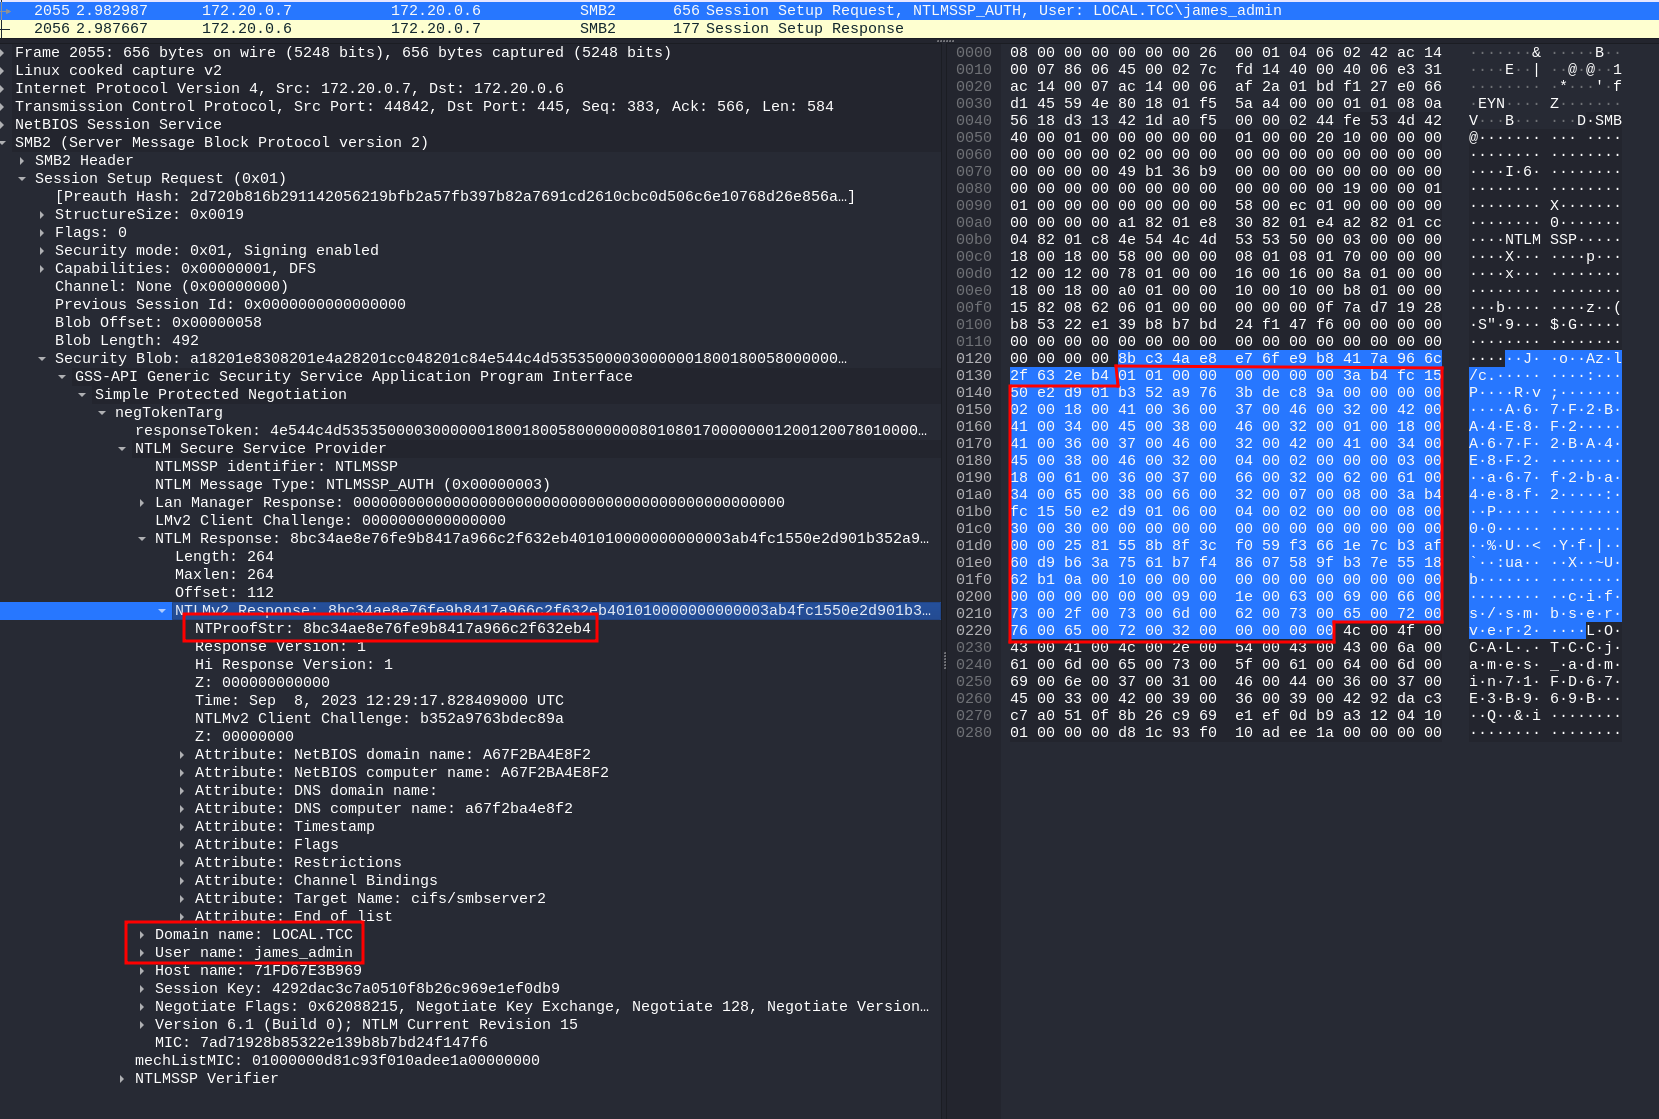 2055 2.982987 172.20.0.7 172.20.0.6 SMB2 656 Session Setup Request, NTLMSSP_AUTH, User: LOCAL.TCC\james_admin
2056 2.987667 172.20.0.6 172.20.0.7 SMB2 177 Session Setup Response
Frame 2055: 656 bytes on wire (5248 bits), 656 bytes captured (5248 bits)
Linux cooked capture v2
Internet Protocol Version 4, Src: 172.20.0.7, Dst: 172.20.0.6
Transmission Control Protocol, Src Port: 44842, Dst Port: 445, Seq: 383, Ack: 566, Len: 584
NetBIOS Session Service
SMB2 (Server Message Block Protocol version 2)
SMB2 Header
Session Setup Request (0x01)
[Preauth Hash: 2d720b816b291142056219bfb2a57fb397b82a7691cd2610cbc0d506c6e10768d26e856a…]
StructureSize: 0x0019
Flags: 0
Security mode: 0x01, Signing enabled
Capabilities: 0x00000001, DFS
Channel: None (0x00000000)
Previous Session Id: 0x0000000000000000
Blob Offset: 0x00000058
Blob Length: 492
Security Blob: a18201e8308201e4a28201cc048201c84e544c4d53535000030000001800180058000000…
GSS-API Generic Security Service Application Program Interface
Simple Protected Negotiation
negTokenTarg
responseToken: 4e544c4d53535000030000001800180058000000080108017000000012001200780100000…
NTLM Secure Service Provider
NTLMSSP identifier: NTLMSSP
NTLM Message Type: NTLMSSP_AUTH (0x00000003)
Lan Manager Response: 000000000000000000000000000000000000000000000000
LMv2 Client Challenge: 0000000000000000
NTLM Response: 8bc34ae8e76fe9b8417a966c2f632eb401010000000000003ab4fc1550e2d901b352a9…
Length: 264
Maxlen: 264
Offset: 112
NTLMv2 Response: 8bc34ae8e76fe9b8417a966c2f632eb401010000000000003ab4fc1550e2d901b3…
NTProofStr: 8bc34ae8e76fe9b8417a966c2f632eb4
Response Version: 1
Hi Response Version: 1
Z: 000000000000
Time: Sep  8, 2023 12:29:17.828409000 UTC
NTLMv2 Client Challenge: b352a9763bdec89a
Z: 00000000
Attribute: NetBIOS domain name: A67F2BA4E8F2
Attribute: NetBIOS computer name: A67F2BA4E8F2
Attribute: DNS domain name:
Attribute: DNS computer name: a67f2ba4e8f2
Attribute: Timestamp
Attribute: Flags
Attribute: Restrictions
Attribute: Channel Bindings
Attribute: Target Name: cifs/smbserver2
Attribute: End of list
Domain name: LOCAL.TCC
User name: james_admin
Host name: 71FD67E3B969
Session Key: 4292dac3c7a0510f8b26c969e1ef0db9
Negotiate Flags: 0x62088215, Negotiate Key Exchange, Negotiate 128, Negotiate Version…
Version 6.1 (Build 0); NTLM Current Revision 15
MIC: 7ad71928b85322e139b8b7bd24f147f6
mechListMIC: 01000000d81c93f010adee1a00000000
NTLMSSP Verifier
0000 08 00 00 00 00 00 00 26 00 01 04 06 02 42 ac 14 ·······& ·····B··
0010 00 07 86 06 45 00 02 7c fd 14 40 00 40 06 e3 31 ····E··| ··@·@··1
0020 ac 14 00 07 ac 14 00 06 af 2a 01 bd f1 27 e0 66 ········ ·*···'·f
0030 d1 45 59 4e 80 18 01 f5 5a a4 00 00 01 01 08 0a ·EYN···· Z·······
0040 56 18 d3 13 42 1d a0 f5 00 00 02 44 fe 53 4d 42 V···B··· ···D·SMB
0050 40 00 01 00 00 00 00 00 01 00 00 20 10 00 00 00 @······· ··· ····
0060 00 00 00 00 02 00 00 00 00 00 00 00 00 00 00 00 ········ ········
0070 00 00 00 00 49 b1 36 b9 00 00 00 00 00 00 00 00 ····I·6· ········
0080 00 00 00 00 00 00 00 00 00 00 00 00 19 00 00 01 ········ ········
0090 01 00 00 00 00 00 00 00 58 00 ec 01 00 00 00 00 ········ X·······
00a0 00 00 00 00 a1 82 01 e8 30 82 01 e4 a2 82 01 cc ········ 0·······
00b0 04 82 01 c8 4e 54 4c 4d 53 53 50 00 03 00 00 00 ····NTLM SSP·····
00c0 18 00 18 00 58 00 00 00 08 01 08 01 70 00 00 00 ····X··· ····p···
00d0 12 00 12 00 78 01 00 00 16 00 16 00 8a 01 00 00 ····x··· ········
00e0 18 00 18 00 a0 01 00 00 10 00 10 00 b8 01 00 00 ········ ········
00f0 15 82 08 62 06 01 00 00 00 00 00 0f 7a d7 19 28 ···b···· ····z··(
0100 b8 53 22 e1 39 b8 b7 bd 24 f1 47 f6 00 00 00 00 ·S"·9··· $·G·····
0110 00 00 00 00 00 00 00 00 00 00 00 00 00 00 00 00 ········ ········
0120 00 00 00 00 8b c3 4a e8 e7 6f e9 b8 41 7a 96 6c ······J· ·o··Az·l
0130 2f 63 2e b4 01 01 00 00 00 00 00 00 3a b4 fc 15 /c.····· ····:···
0140 50 e2 d9 01 b3 52 a9 76 3b de c8 9a 00 00 00 00 P····R·v ;·······
0150 02 00 18 00 41 00 36 00 37 00 46 00 32 00 42 00 ····A·6· 7·F·2·B·
0160 41 00 34 00 45 00 38 00 46 00 32 00 01 00 18 00 A·4·E·8· F·2·····
0170 41 00 36 00 37 00 46 00 32 00 42 00 41 00 34 00 A·6·7·F· 2·B·A·4·
0180 45 00 38 00 46 00 32 00 04 00 02 00 00 00 03 00 E·8·F·2· ········
0190 18 00 61 00 36 00 37 00 66 00 32 00 62 00 61 00 ··a·6·7· f·2·b·a·
01a0 34 00 65 00 38 00 66 00 32 00 07 00 08 00 3a b4 4·e·8·f· 2·····:·
01b0 fc 15 50 e2 d9 01 06 00 04 00 02 00 00 00 08 00 ··P····· ········
01c0 30 00 30 00 00 00 00 00 00 00 00 00 00 00 00 00 0·0····· ········
01d0 00 00 25 81 55 8b 8f 3c f0 59 f3 66 1e 7c b3 af ··%·U··< ·Y·f·|··
01e0 60 d9 b6 3a 75 61 b7 f4 86 07 58 9f b3 7e 55 18 `··:ua·· ··X··~U·
01f0 62 b1 0a 00 10 00 00 00 00 00 00 00 00 00 00 00 b······· ········
0200 00 00 00 00 00 00 09 00 1e 00 63 00 69 00 66 00 ········ ··c·i·f·
0210 73 00 2f 00 73 00 6d 00 62 00 73 00 65 00 72 00 s·/·s·m· b·s·e·r·
0220 76 00 65 00 72 00 32 00 00 00 00 00 4c 00 4f 00 v·e·r·2· ····L·O·
0230 43 00 41 00 4c 00 2e 00 54 00 43 00 43 00 6a 00 C·A·L·.· T·C·C·j·
0240 61 00 6d 00 65 00 73 00 5f 00 61 00 64 00 6d 00 a·m·e·s· _·a·d·m·
0250 69 00 6e 00 37 00 31 00 46 00 44 00 36 00 37 00 i·n·7·1· F·D·6·7·
0260 45 00 33 00 42 00 39 00 36 00 39 00 42 92 da c3 E·3·B·9· 6·9·B···
0270 c7 a0 51 0f 8b 26 c9 69 e1 ef 0d b9 a3 12 04 10 ··Q··&·i ········
0280 01 00 00 00 d8 1c 93 f0 10 ad ee 1a 00 00 00 00 ········ ········